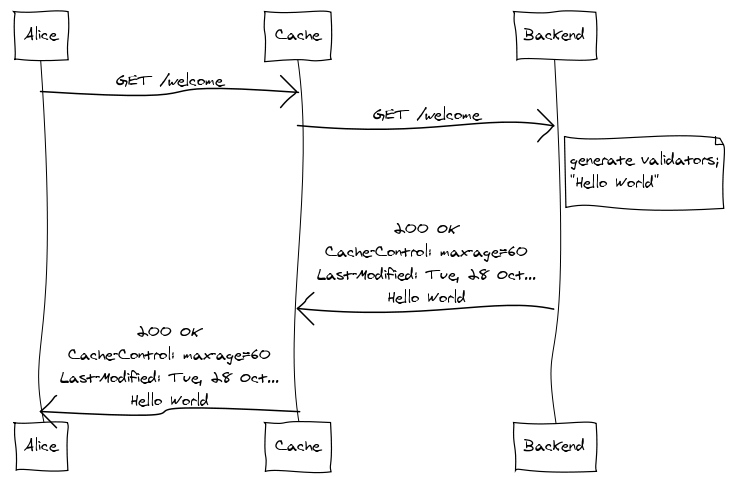 Alice
Cache
Backend
GET /welcome
GET /welcome
generate validators;
"Hello World"
200 OK
Cache-Control: max-age=60
Last-Modified: Tue, 28 Oct...
Hello World
200 OK
Cache-Control: max-age=60
Last-Modified: Tue, 28 Oct...
Hello World
Alice
Cache
Backend